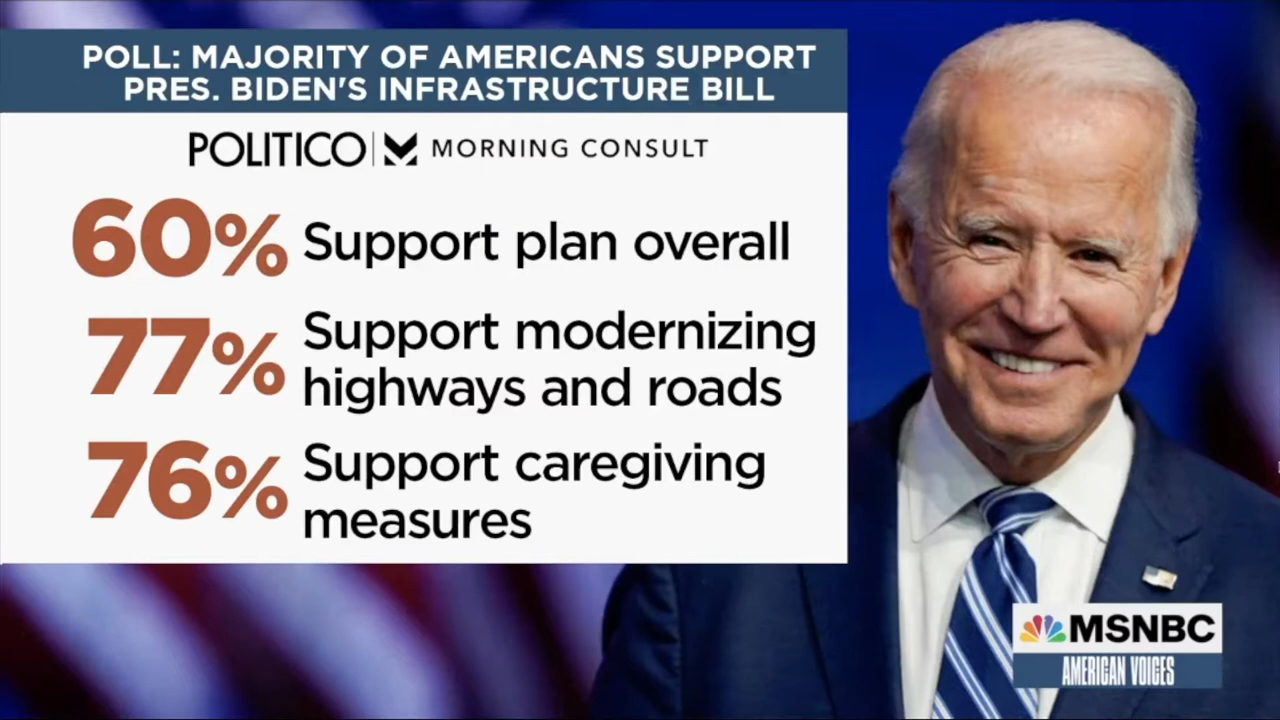 POLL: MAJORITY OF AMERICANS SUPPORT
PRES. BIDEN'S INFRASTRUCTURE BILL
POLITICO MORNING CONSULT
60% Support plan overall
77% Support modernizing
highways and roads
76% Support caregiving
measures
MSNBC
AMERICAN VOICES